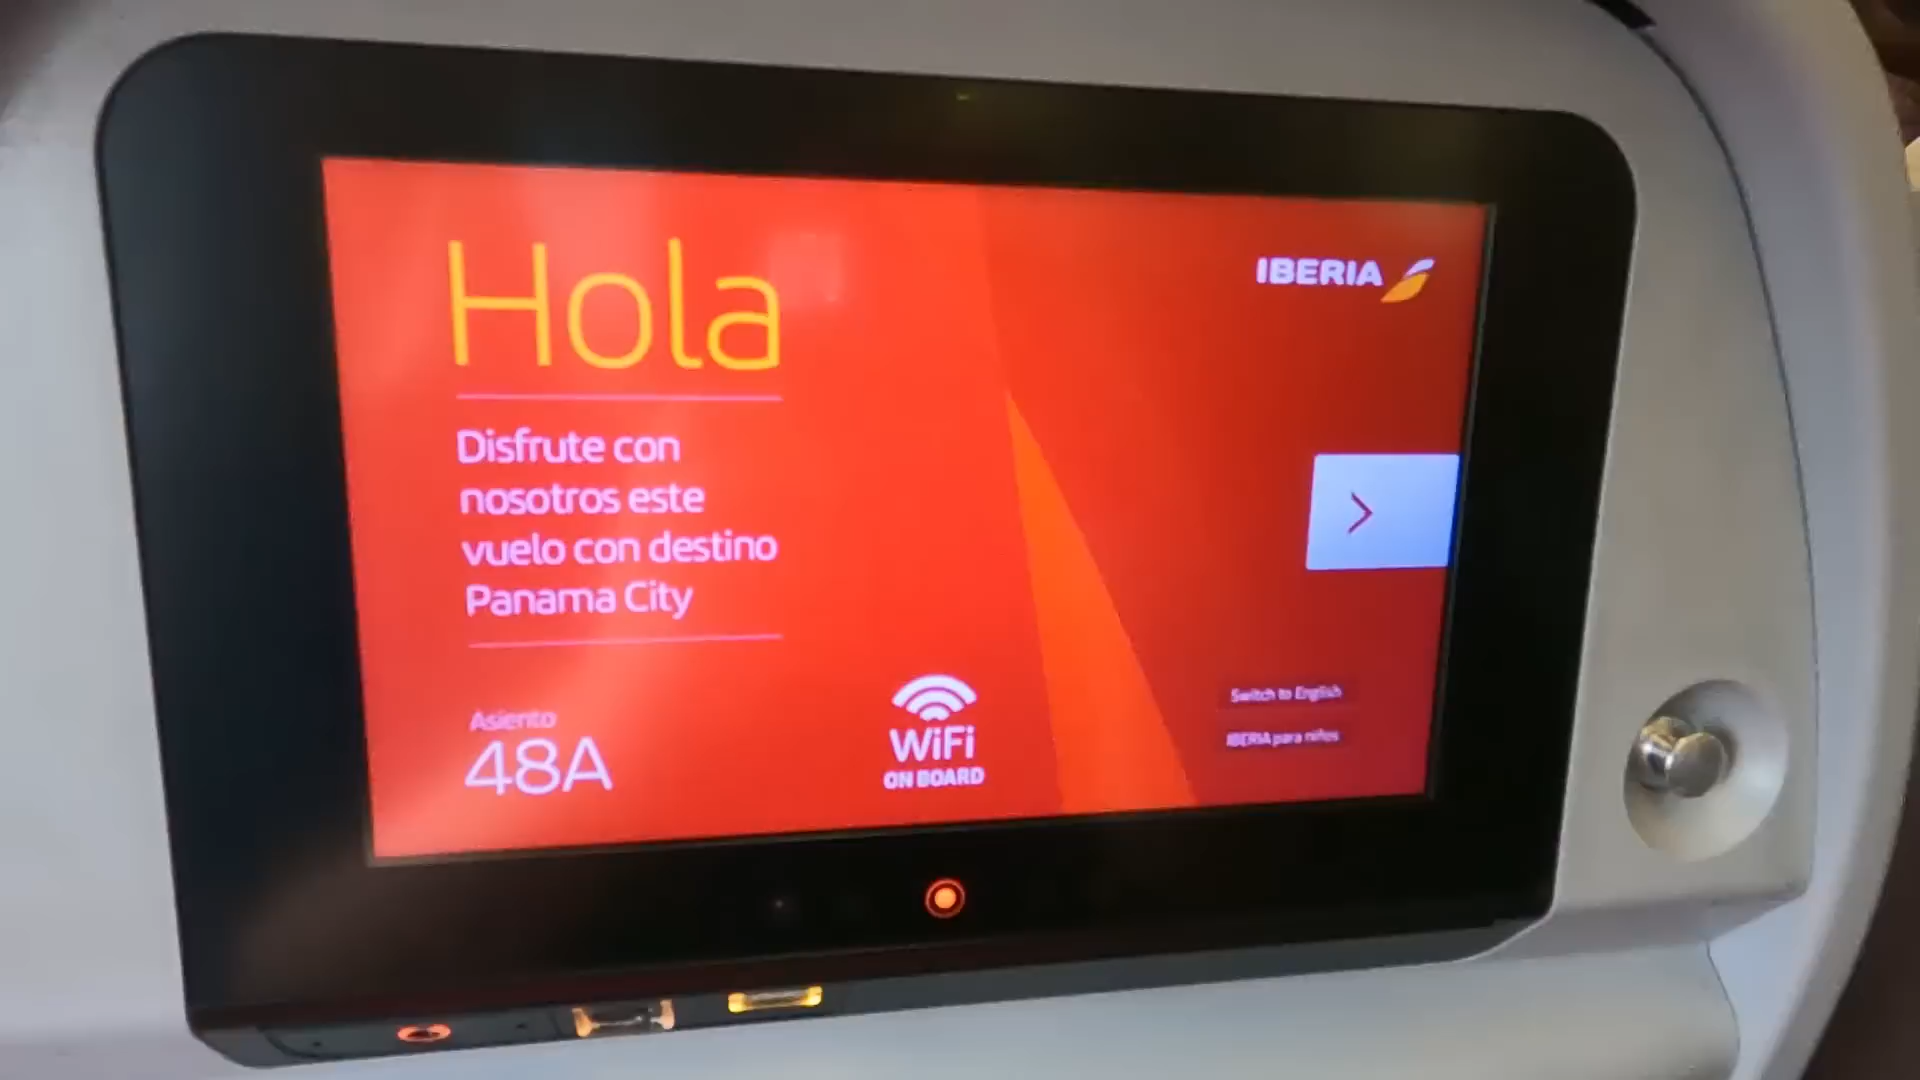 Hola
IBERIA
Disfrute con
nosotros este
vuelo con destino
Panama City
Asiento
48A
WiFi
ON BOARD
Switch to English
IBERIA para niños